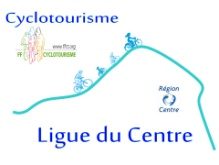 Cyclotourisme
www.ffct.org
FF
CYCLOTOURISME
Région
Centre
Ligue du Centre